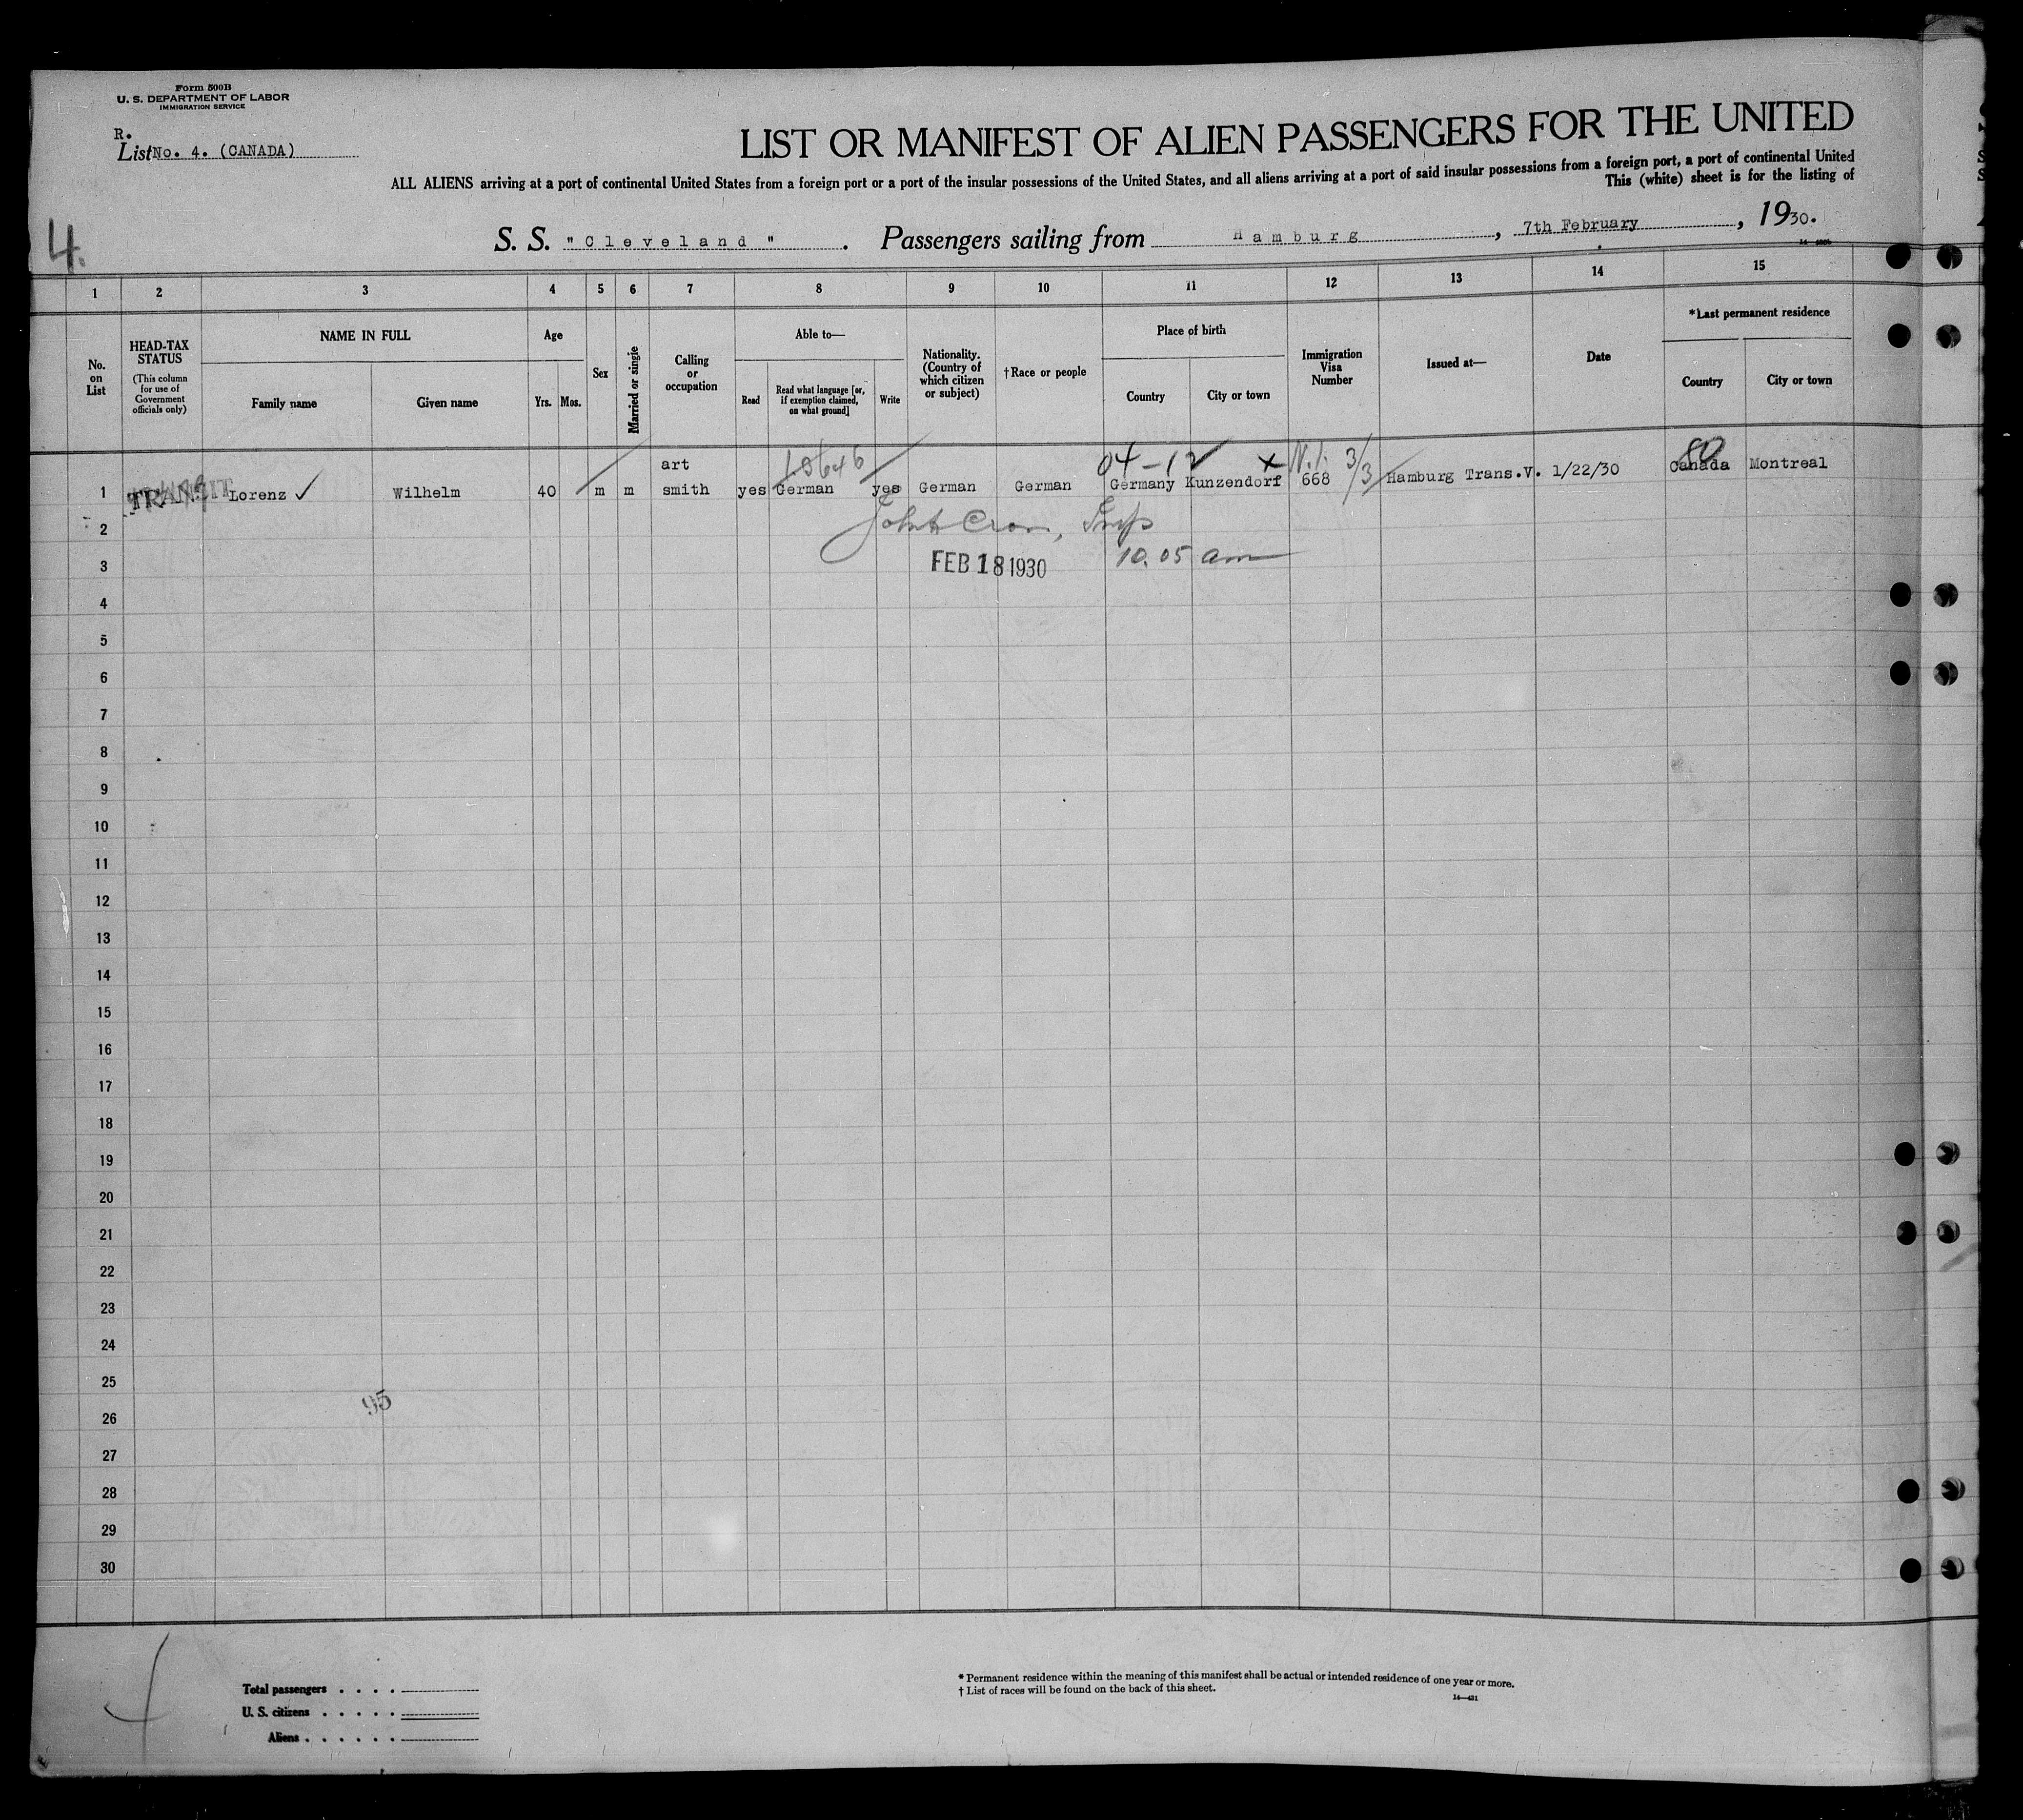 Form 500B
U. S. DEPARTMENT OF LABOR
IMMIGRATION SERVICE
R.
List No. 4. (CANADA)
LIST OR MANIFEST OF ALIEN PASSENGERS FOR THE UNITED
ALL ALIENS arriving at a port of continental United States from a foreign port or a port of the insular possessions of the United States, and all aliens arriving at a port of said insular possessions from a foreign port, a port of continental United
This (white) sheet is for the listing of
4.
S. S. "Cleveland". Passengers sailing from Hamburg, 7th February, 1930.
1 2 3 4 5 6 7 8 9 10 11 12 13 14 15
No. on List
HEAD-TAX STATUS
(This column for use of Government officials only)
NAME IN FULL
Family name Given name
Age
Yrs. Mos.
Sex
Married or single
Calling or occupation
Able to—
Read
Read what language [or, if exemption claimed, on what ground]
Write
Nationality. (Country of which citizen or subject)
†Race or people
Place of birth
Country City or town
Immigration Visa Number
Issued at—
Date
*Last permanent residence
Country City or town
04-12 x N.I. 3/3 80
1 TRANSIT Lorenz ✓ Wilhelm 40 m m art smith yes German yes German German Germany Kunzendorf 668 Hamburg Trans.V. 1/22/30 Canada Montreal
2 John
3 FEB 18 1930 10.05 am
4
5
6
7
8
9
10
11
12
13
14
15
16
17
18
19
20
21
22
23
24
25
95
26
27
28
29
30
Total passengers . . . .
U. S. citizens . . . . .
Aliens . . . . . .
* Permanent residence within the meaning of this manifest shall be actual or intended residence of one year or more.
† List of races will be found on the back of this sheet.
14—431